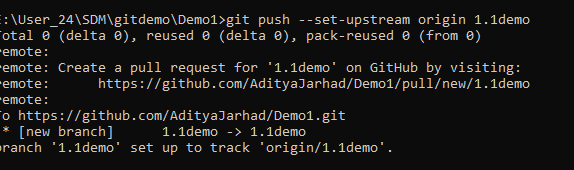 E:\User_24\SDM\gitdemo\Demo1>git push --set-upstream origin 1.1demo
Total 0 (delta 0), reused 0 (delta 0), pack-reused 0 (from 0)
remote:
remote: Create a pull request for '1.1demo' on GitHub by visiting:
remote:      https://github.com/AdityaJarhad/Demo1/pull/new/1.1demo
remote:
To https://github.com/AdityaJarhad/Demo1.git
 * [new branch]      1.1demo -> 1.1demo
branch '1.1demo' set up to track 'origin/1.1demo'.